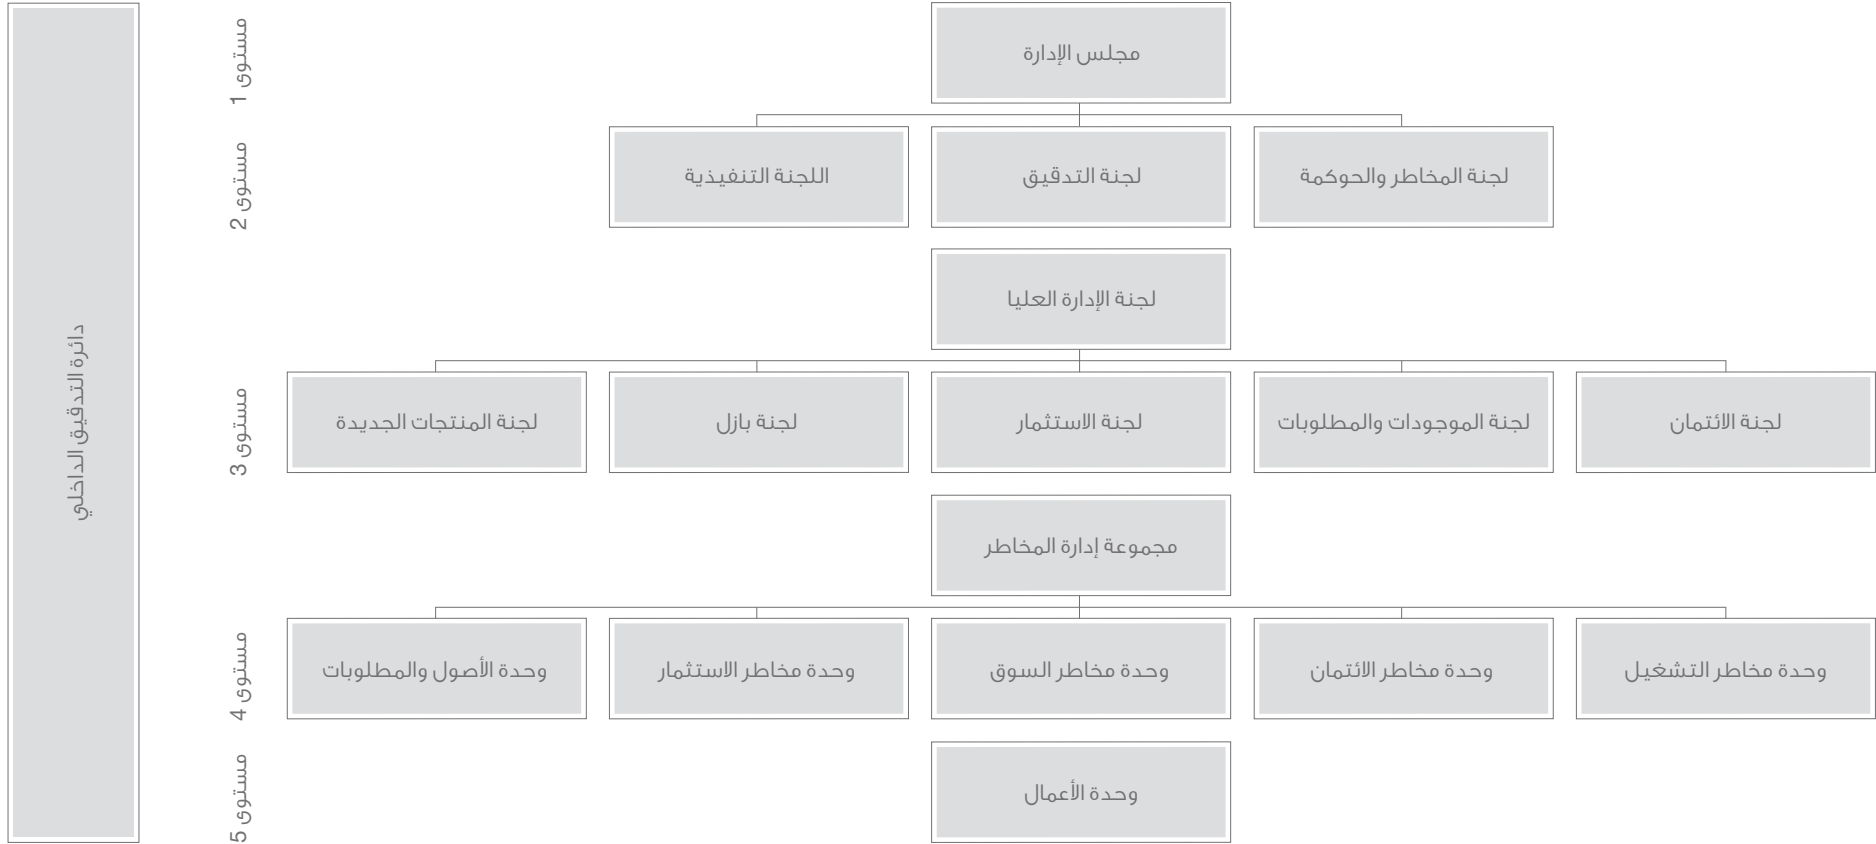 مستوى 1
مجلس الإدارة
مستوى 2
لجنة المخاطر والحوكمة
لجنة التدقيق
اللجنة التنفيذية
لجنة الإدارة العليا
مستوى 3
لجنة الائتمان
لجنة الموجودات والمطلوبات
لجنة الاستثمار
لجنة بازل
لجنة المنتجات الجديدة
مجموعة إدارة المخاطر
مستوى 4
وحدة مخاطر التشغيل
وحدة مخاطر الائتمان
وحدة مخاطر السوق
وحدة مخاطر الاستثمار
وحدة الأصول والمطلوبات
مستوى 5
وحدة الأعمال
دائرة التدقيق الداخلي